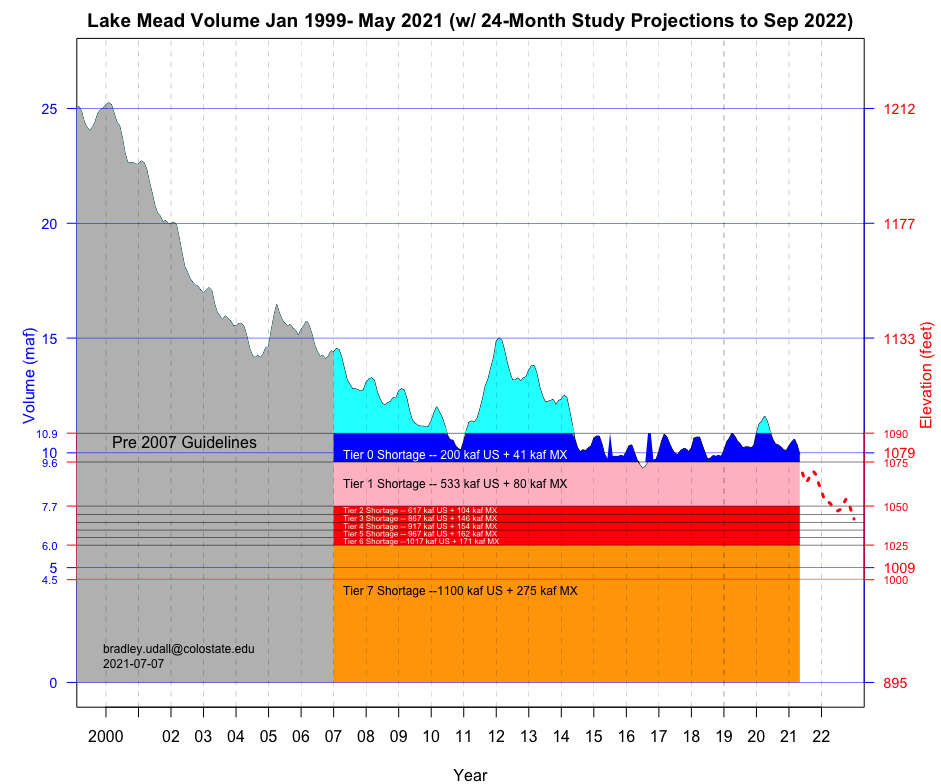 Lake Mead Volume Jan 1999- May 2021 (w/ 24-Month Study Projections to Sep 2022)
Volume (maf)
25
20
15
10.9
10
9.6
7.7
6.0
5
4.5
0
1212
1177
1133
1090
1079
1075
1050
1025
1009
1000
895
Elevation (feet)
Pre 2007 Guidelines
Tier 0 Shortage -- 200 kaf US + 41 kaf MX
Tier 1 Shortage -- 533 kaf US + 80 kaf MX
Tier 2 Shortage -- 617 kaf US + 104 kaf MX
Tier 3 Shortage -- 867 kaf US + 146 kaf MX
Tier 4 Shortage -- 917 kaf US + 154 kaf MX
Tier 5 Shortage -- 967 kaf US + 162 kaf MX
Tier 6 Shortage --1017 kaf US + 171 kaf MX
Tier 7 Shortage --1100 kaf US + 275 kaf MX
bradley.udall@colostate.edu
2021-07-07
2000 02 03 04 05 06 07 08 09 10 11 12 13 14 15 16 17 18 19 20 21 22
Year